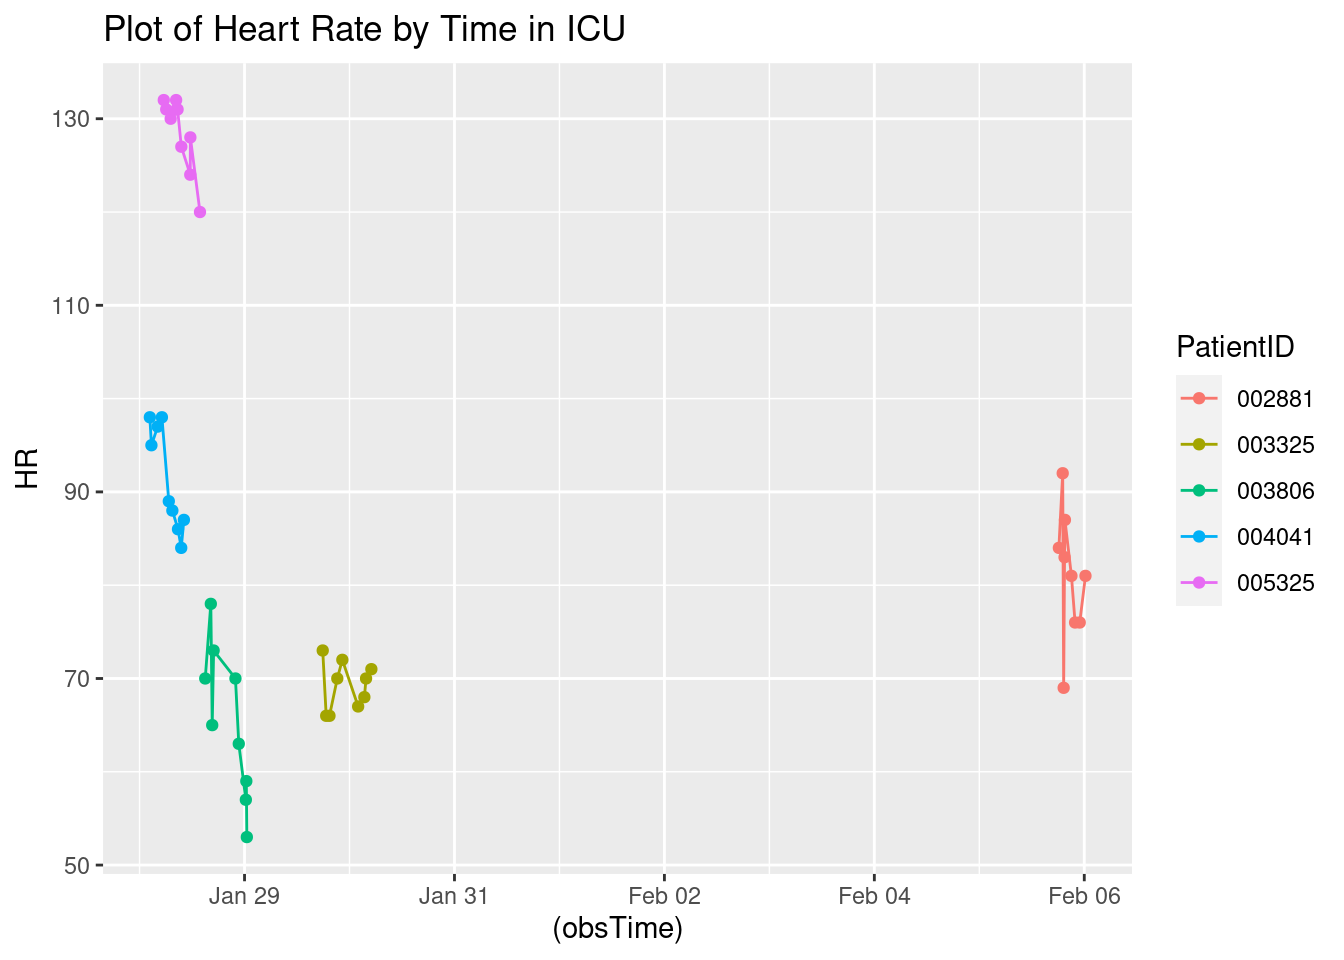 Plot of Heart Rate by Time in ICU
130
110
90
70
50
HR
Jan 29
Jan 31
Feb 02
Feb 04
Feb 06
(obsTime)
PatientID
002881
003325
003806
004041
005325